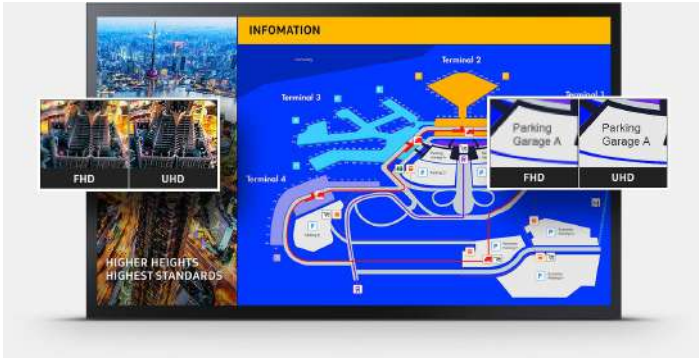 INFOMATION
Terminal 2
Terminal 3
Terminal 1
Terminal 4
FHD
UHD
Parking
Garage A
Parking
Garage A
FHD
UHD
HIGHER HEIGHTS
HIGHEST STANDARDS